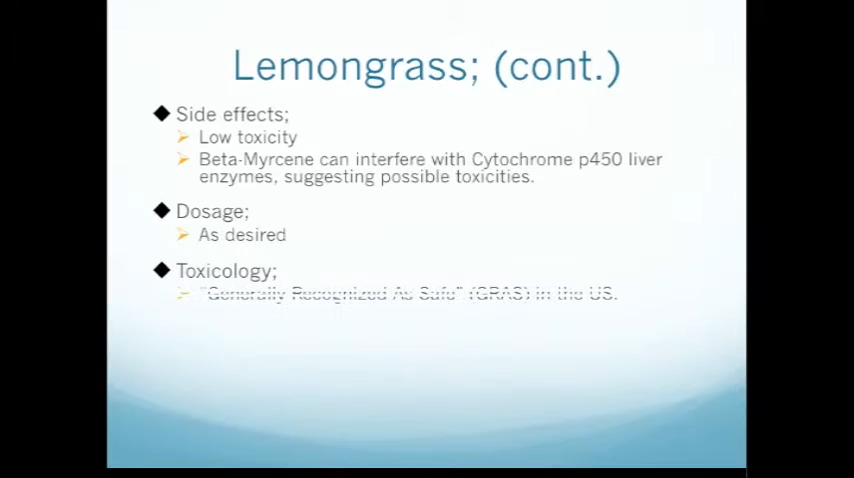 Lemongrass; (cont.)
Side effects;
Low toxicity
Beta-Myrcene can interfere with Cytochrome p450 liver
enzymes, suggesting possible toxicities.
Dosage;
As desired
Toxicology;
"Generally Recognized As Safe" (GRAS) in the US.